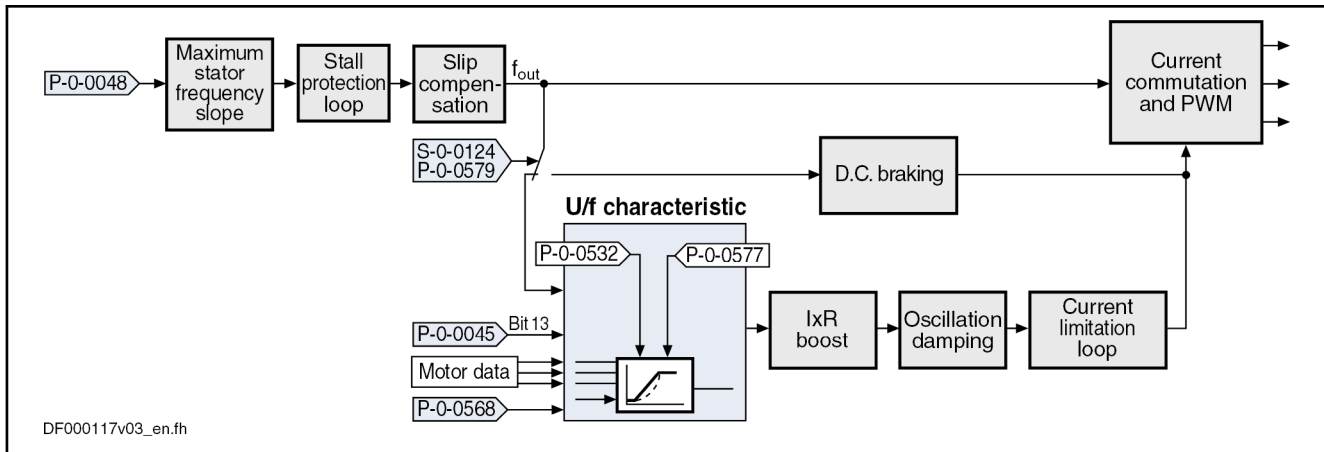 P-0-0048
Maximum
stator
frequency
slope
Stall
protection
loop
Slip
compen-
sation
fout
Current
commutation
and PWM
S-0-0124
P-0-0579
D.C. braking
U/f characteristic
P-0-0532
P-0-0577
P-0-0045
Bit 13
Motor data
P-0-0568
IxR
boost
Oscillation
damping
Current
limitation
loop
DF000117v03_en.fh